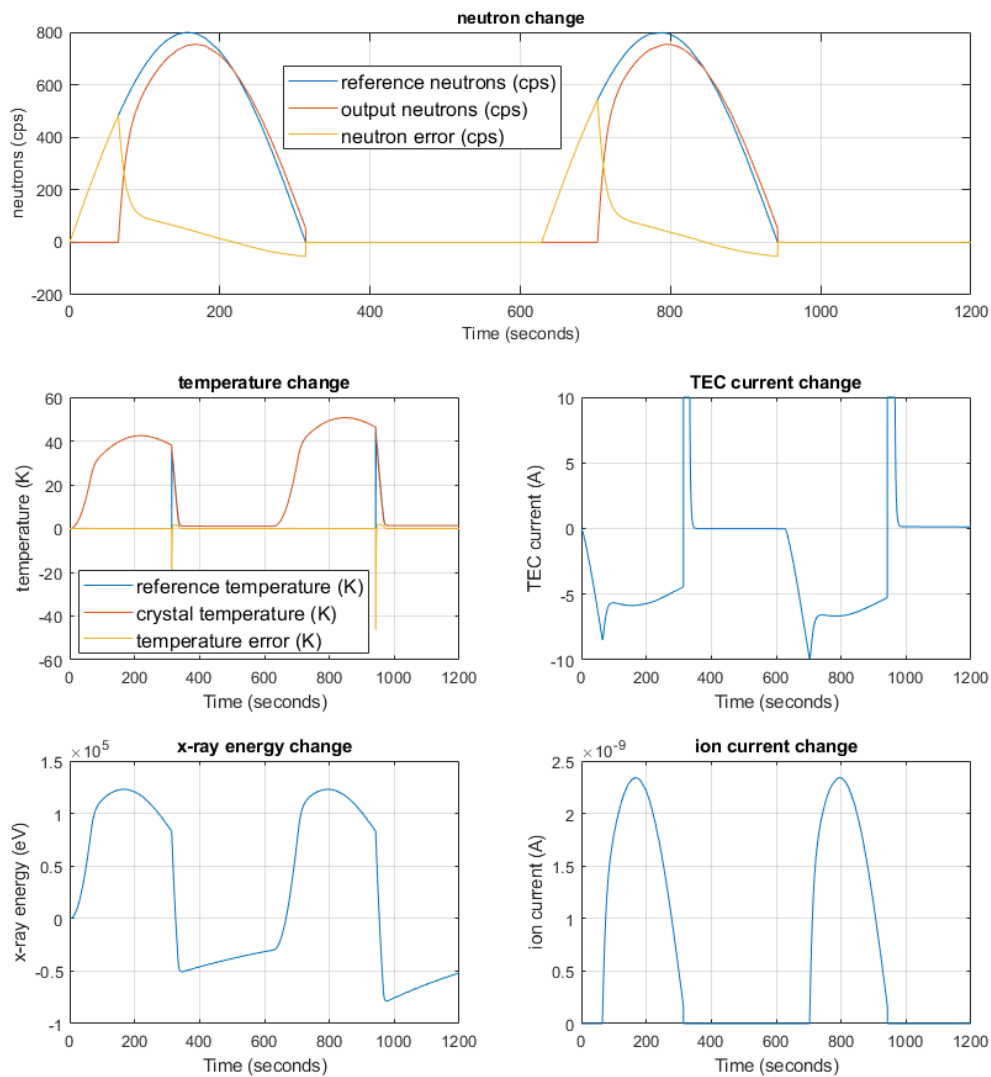 neutron change
800
600
400
200
0
-200
neutrons (cps)
reference neutrons (cps)
output neutrons (cps)
neutron error (cps)
0 200 400 600 800 1000 1200
Time (seconds)
temperature change
60
40
20
0
-20
-40
-60
temperature (K)
reference temperature (K)
crystal temperature (K)
temperature error (K)
0 200 400 600 800 1000 1200
Time (seconds)
TEC current change
10
5
0
-5
-10
TEC current (A)
0 200 400 600 800 1000 1200
Time (seconds)
x-ray energy change
×10^5
1.5
1
0.5
0
-0.5
-1
x-ray energy (eV)
0 200 400 600 800 1000 1200
Time (seconds)
ion current change
×10^-9
2.5
2
1.5
1
0.5
0
ion current (A)
0 200 400 600 800 1000 1200
Time (seconds)